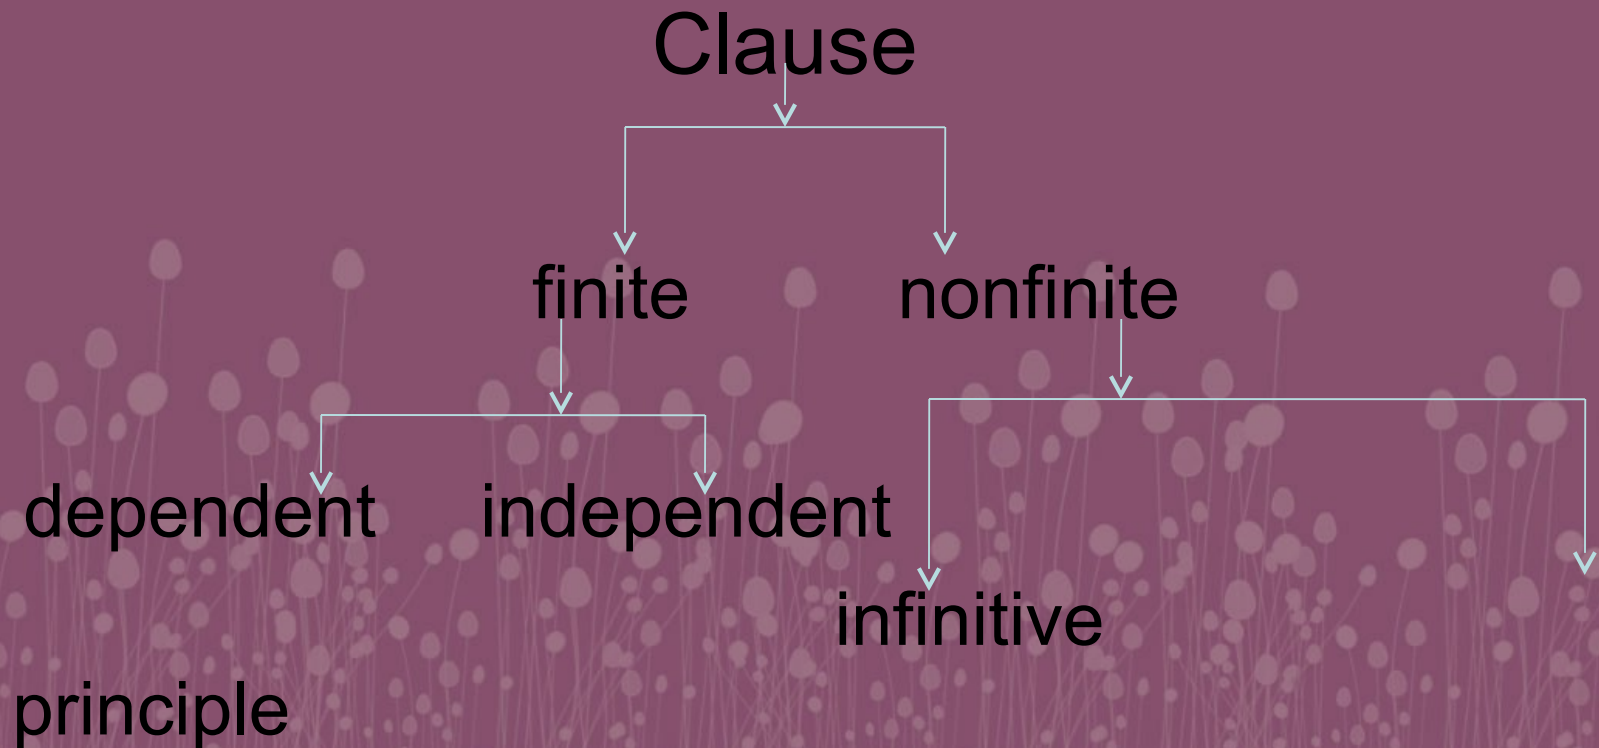 Clause
finite nonfinite
dependent independent
infinitive
principle